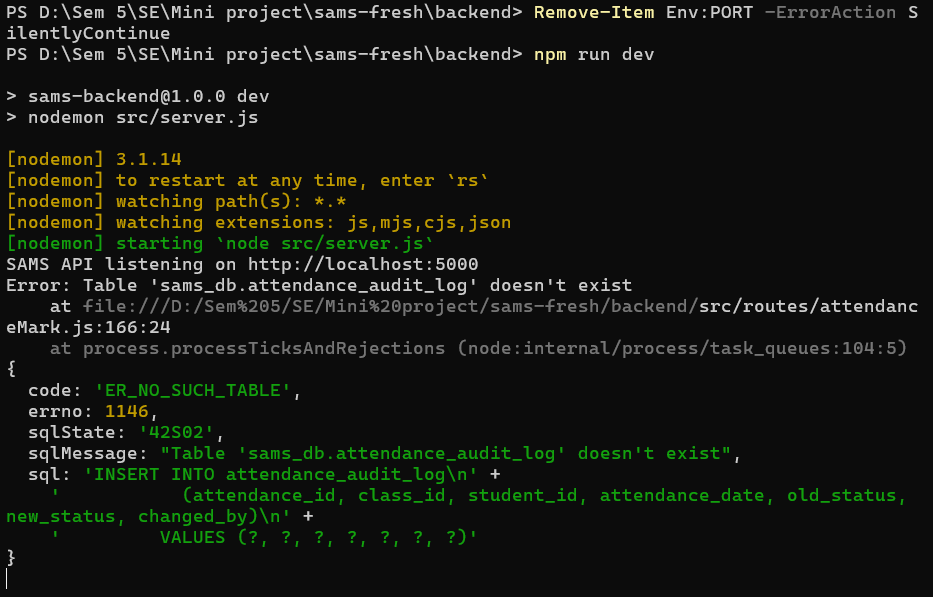 PS D:\Sem 5\SE\Mini project\sams-fresh\backend> Remove-Item Env:PORT -ErrorAction S
ilentlyContinue
PS D:\Sem 5\SE\Mini project\sams-fresh\backend> npm run dev
> sams-backend@1.0.0 dev
> nodemon src/server.js
[nodemon] 3.1.14
[nodemon] to restart at any time, enter `rs`
[nodemon] watching path(s): *.*
[nodemon] watching extensions: js,mjs,cjs,json
[nodemon] starting `node src/server.js`
SAMS API listening on http://localhost:5000
Error: Table 'sams_db.attendance_audit_log' doesn't exist
    at file:///D:/Sem%205/SE/Mini%20project/sams-fresh/backend/src/routes/attendanc
eMark.js:166:24
    at process.processTicksAndRejections (node:internal/process/task_queues:104:5)
{
  code: 'ER_NO_SUCH_TABLE',
  errno: 1146,
  sqlState: '42S02',
  sqlMessage: "Table 'sams_db.attendance_audit_log' doesn't exist",
  sql: 'INSERT INTO attendance_audit_log\n' +
    '           (attendance_id, class_id, student_id, attendance_date, old_status,
new_status, changed_by)\n' +
    '         VALUES (?, ?, ?, ?, ?, ?, ?)'
}